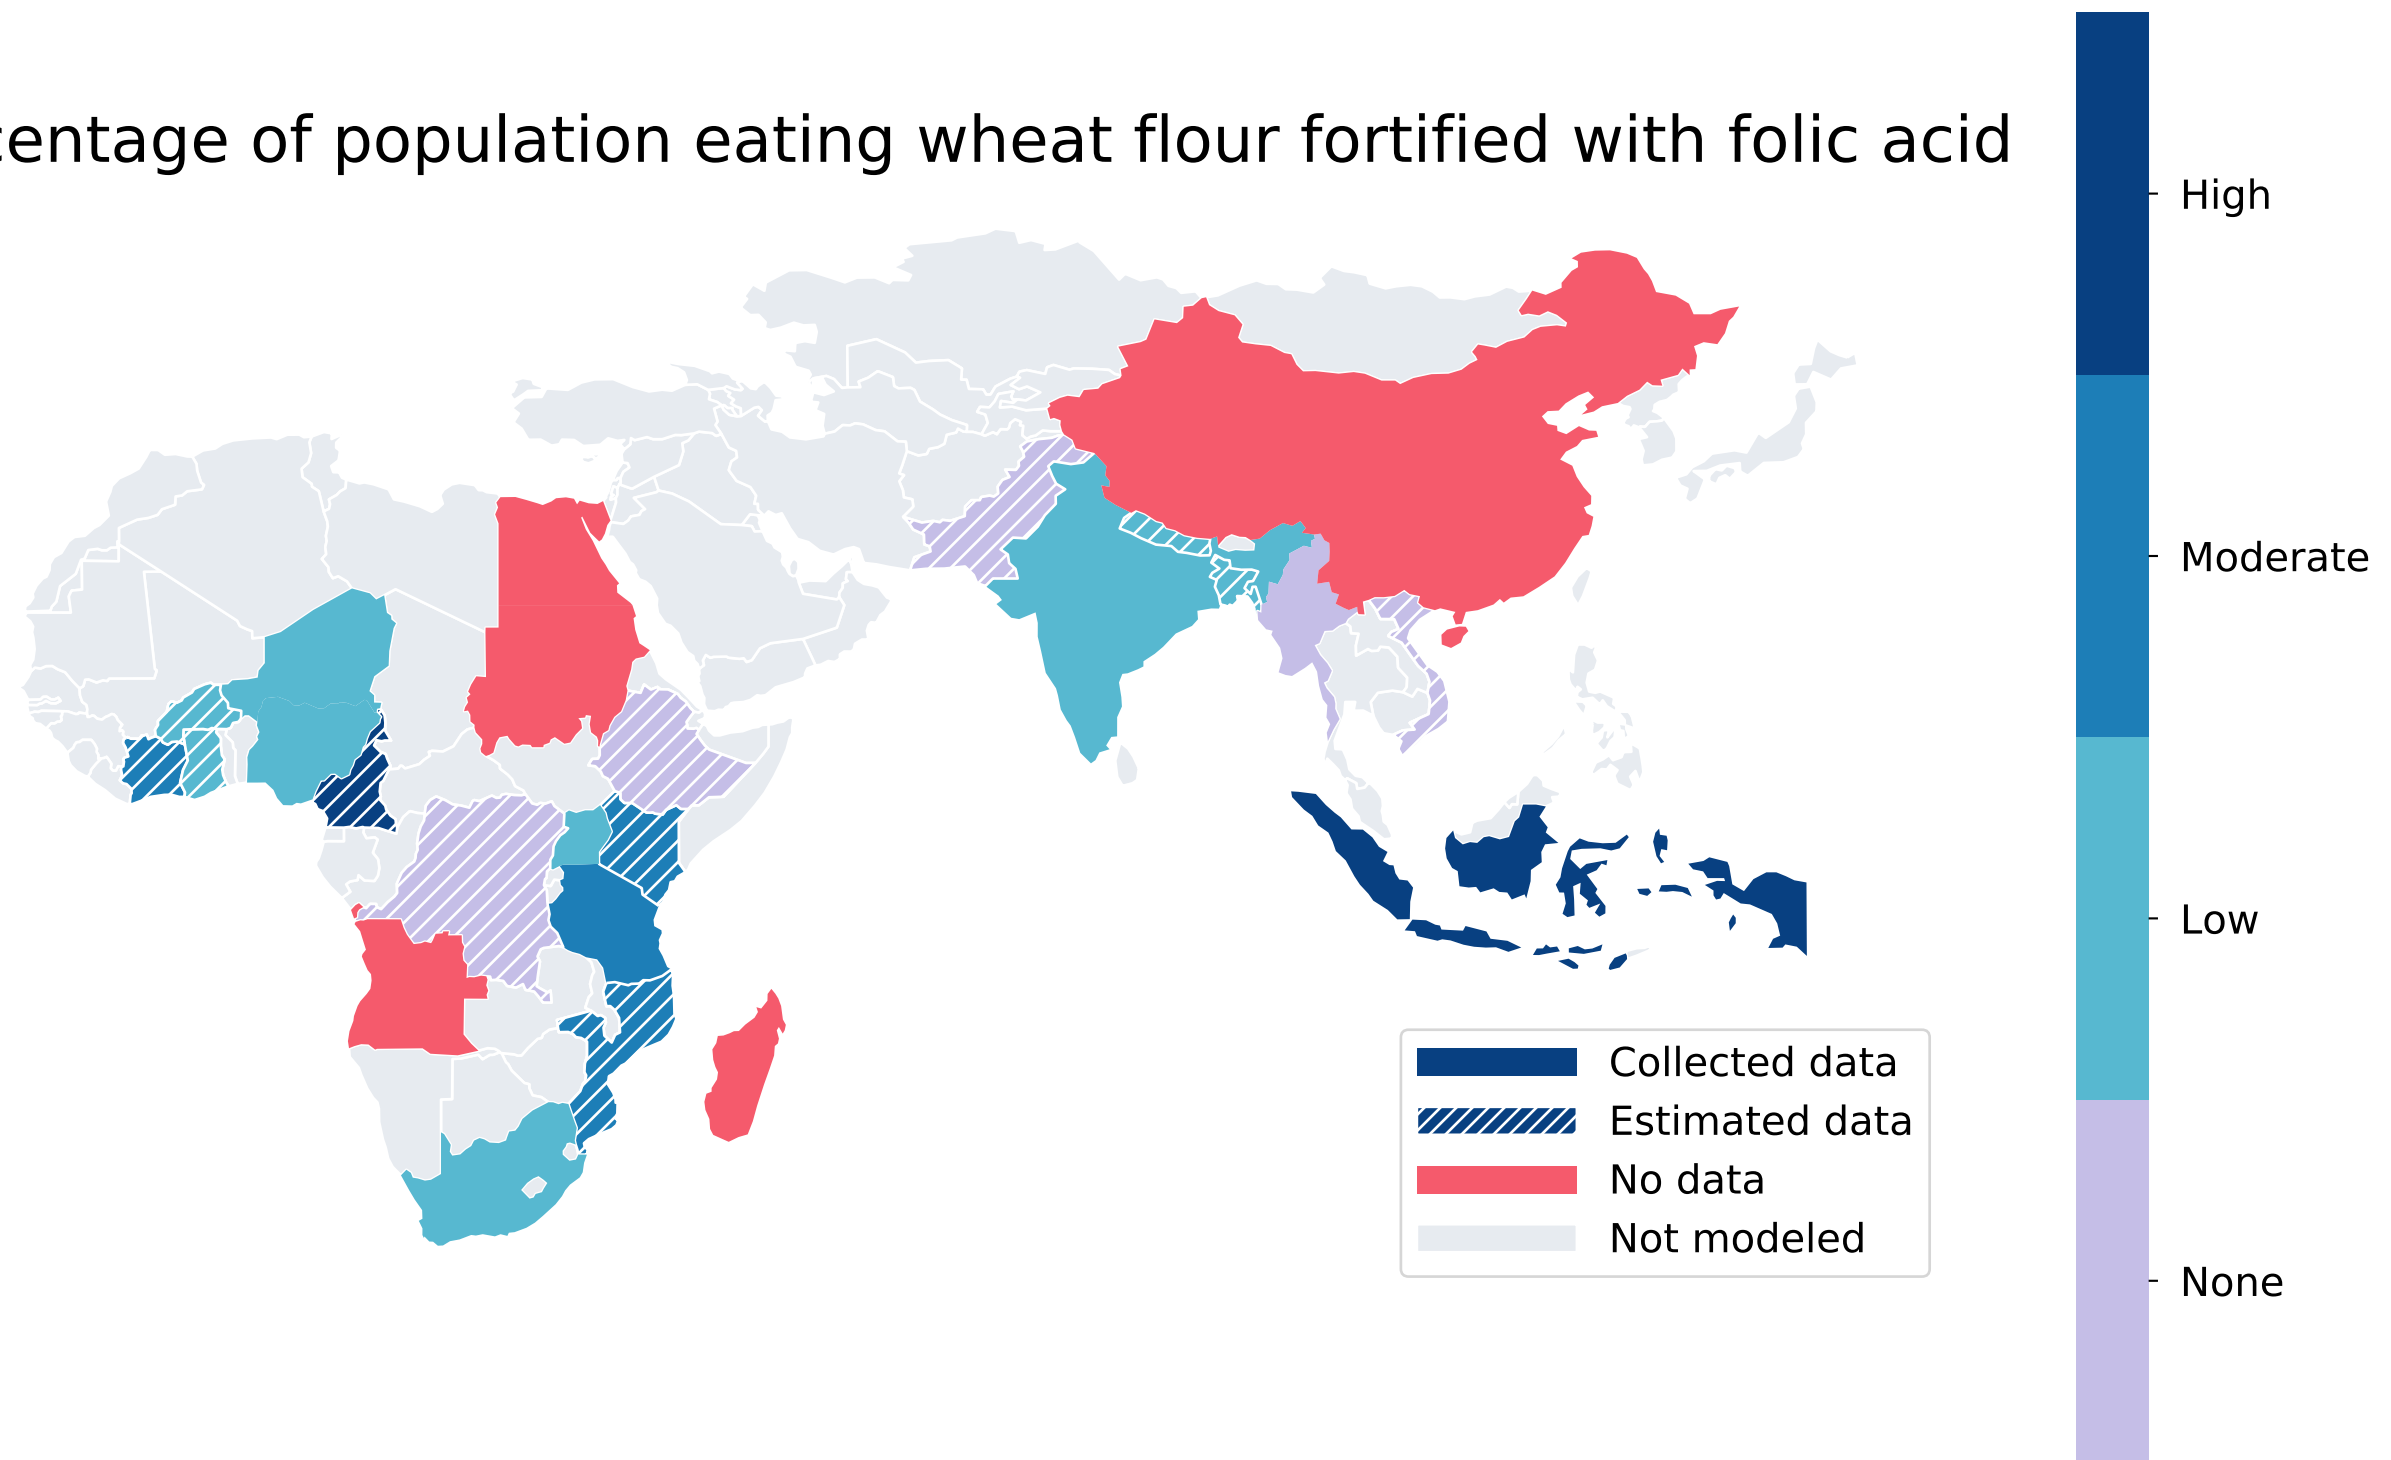 centage of population eating wheat flour fortified with folic acid
High
Moderate
Low
None
Collected data
Estimated data
No data
Not modeled